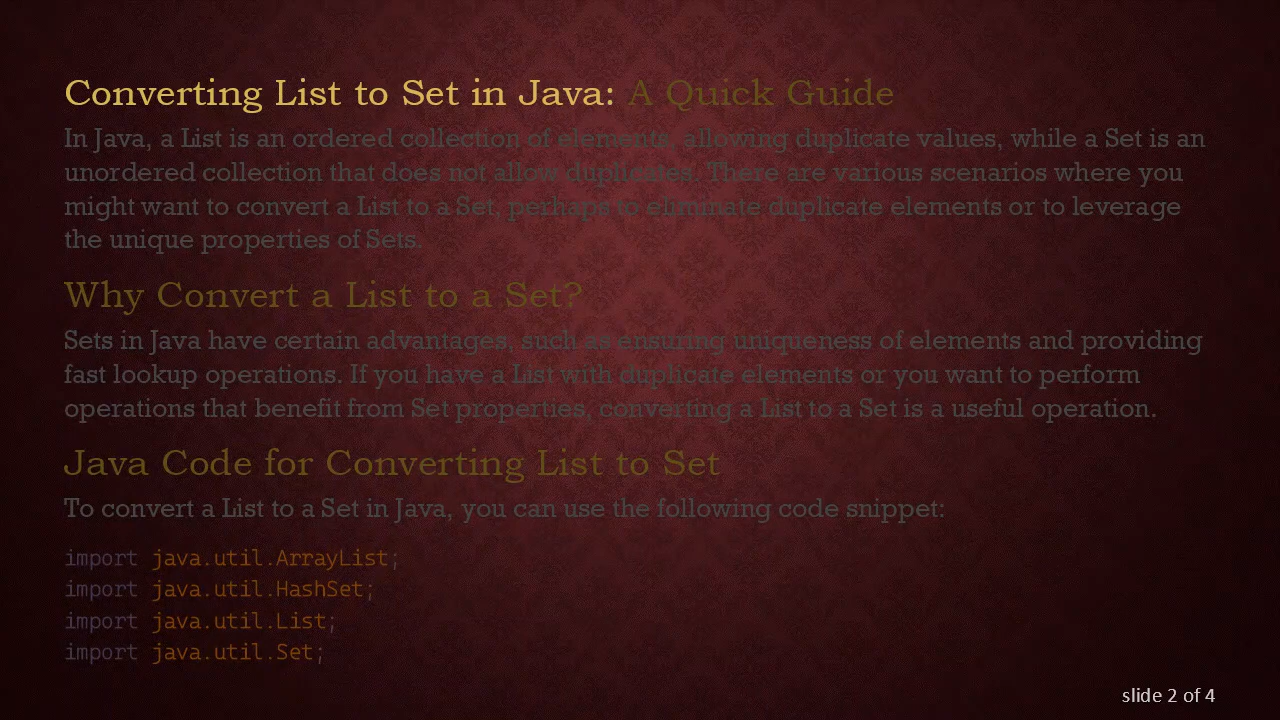 Converting List to Set in Java: A Quick Guide
In Java, a List is an ordered collection of elements, allowing duplicate values, while a Set is an
unordered collection that does not allow duplicates. There are various scenarios where you
might want to convert a List to a Set, perhaps to eliminate duplicate elements or to leverage
the unique properties of Sets.
Why Convert a List to a Set?
Sets in Java have certain advantages, such as ensuring uniqueness of elements and providing
fast lookup operations. If you have a List with duplicate elements or you want to perform
operations that benefit from Set properties, converting a List to a Set is a useful operation.
Java Code for Converting List to Set
To convert a List to a Set in Java, you can use the following code snippet:
import java.util.ArrayList;
import java.util.HashSet;
import java.util.List;
import java.util.Set;
slide 2 of 4